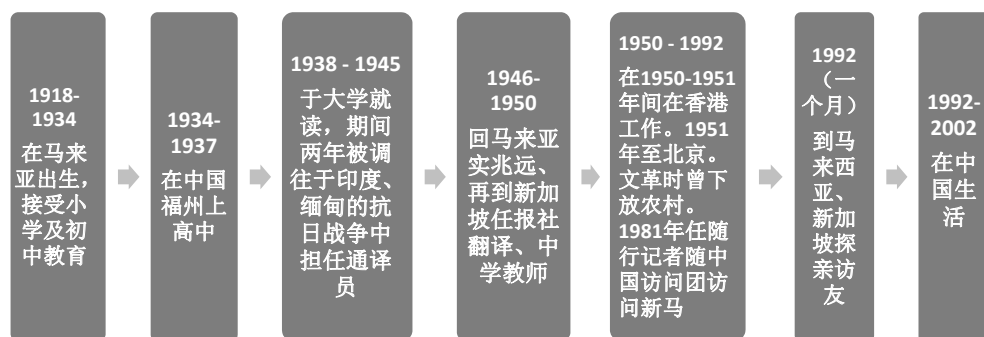 1918-
1934
在马来
亚出生，
接受小
学及初
中教育
1934-
1937
在中国
福州上
高中
1938 - 1945
于大学就
读，期间
两年被调
往于印度、
缅甸的抗
日战争中
担任通译
员
1946-
1950
回马来亚
实兆远、
再到新加
坡任报社
翻译、中
学教师
1950 - 1992
在1950-1951
年间在香港
工作。1951
年至北京。
文革时曾下
放农村。
1981年任随
行记者随中
国访问团访
问新马
1992
（一
个月）
到马
来西
亚、
新加
坡探
亲访
友
1992-
2002
在中
国生
活